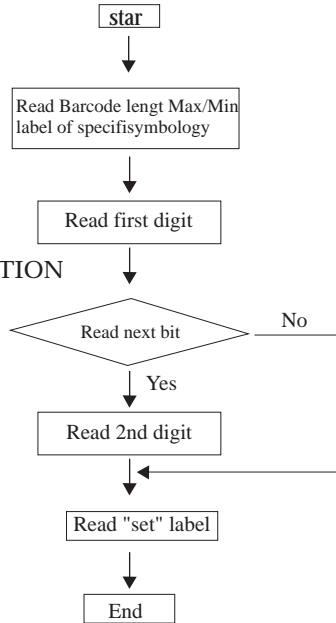 star
Read Barcode lengt Max/Min
label of specifisymbology
Read first digit
TION
Read next bit
No
Yes
Read 2nd digit
Read "set" label
End